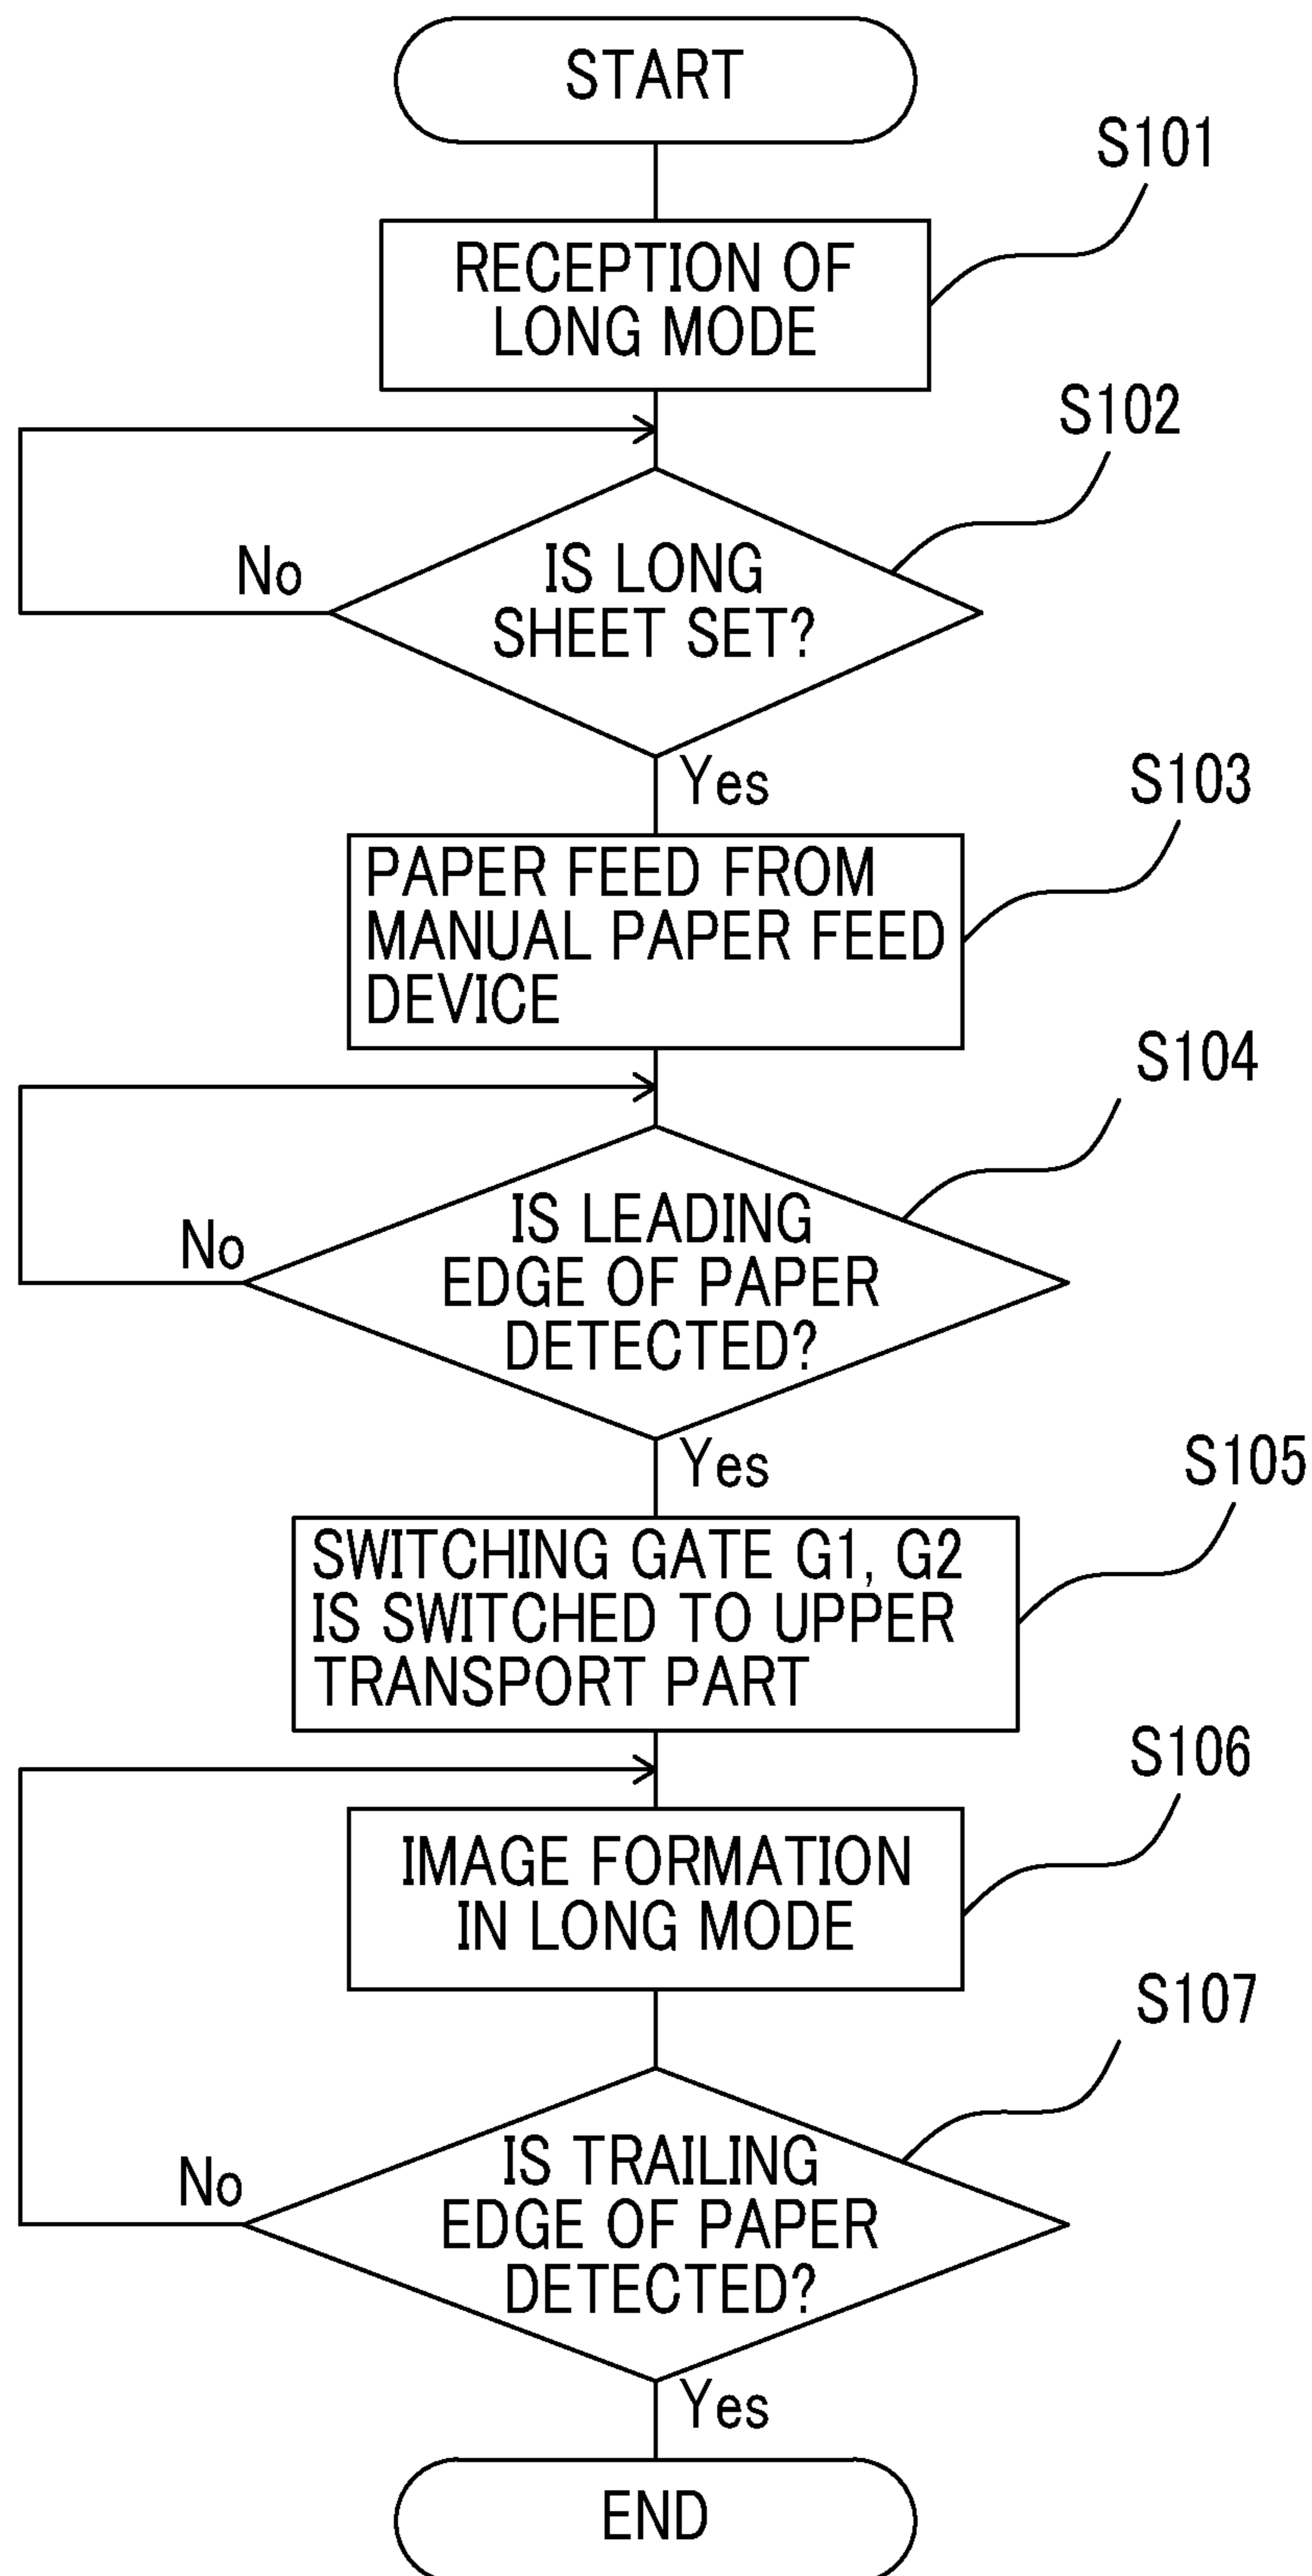 START
S101
RECEPTION OF
LONG MODE
S102
No
IS LONG
SHEET SET?
Yes
S103
PAPER FEED FROM
MANUAL PAPER FEED
DEVICE
S104
No
IS LEADING
EDGE OF PAPER
DETECTED?
Yes
S105
SWITCHING GATE G1, G2
IS SWITCHED TO UPPER
TRANSPORT PART
S106
IMAGE FORMATION
IN LONG MODE
S107
No
IS TRAILING
EDGE OF PAPER
DETECTED?
Yes
END